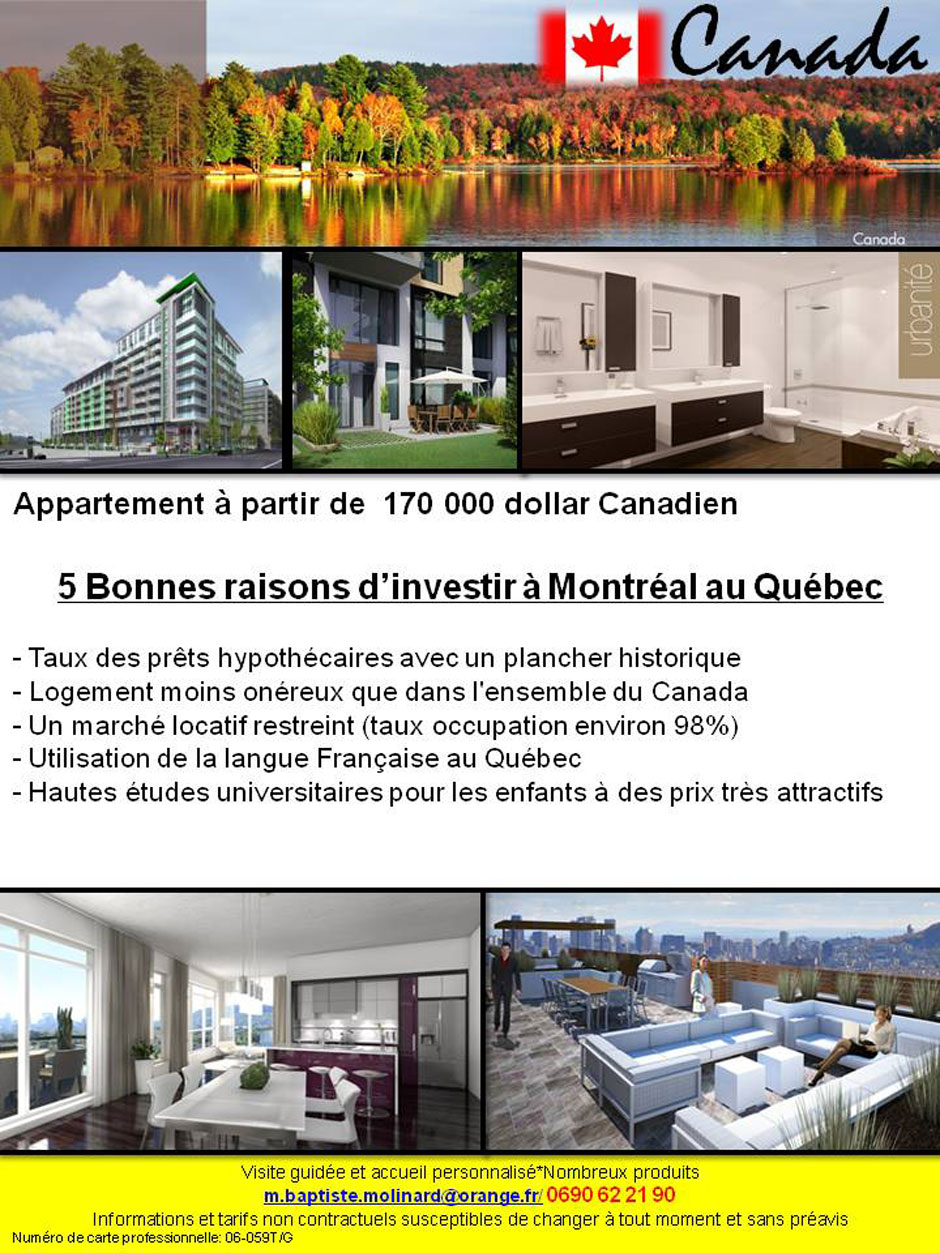 Canada
Canada
urbanité
Appartement à partir de  170 000 dollar Canadien
5 Bonnes raisons d’investir à Montréal au Québec
- Taux des prêts hypothécaires avec un plancher historique
- Logement moins onéreux que dans l'ensemble du Canada
- Un marché locatif restreint (taux occupation environ 98%)
- Utilisation de la langue Française au Québec
- Hautes études universitaires pour les enfants à des prix très attractifs
Visite guidée et accueil personnalisé*Nombreux produits
m.baptiste.molinard@orange.fr/ 0690 62 21 90
Informations et tarifs non contractuels susceptibles de changer à tout moment et sans préavis
Numéro de carte professionnelle: 06-059T/G